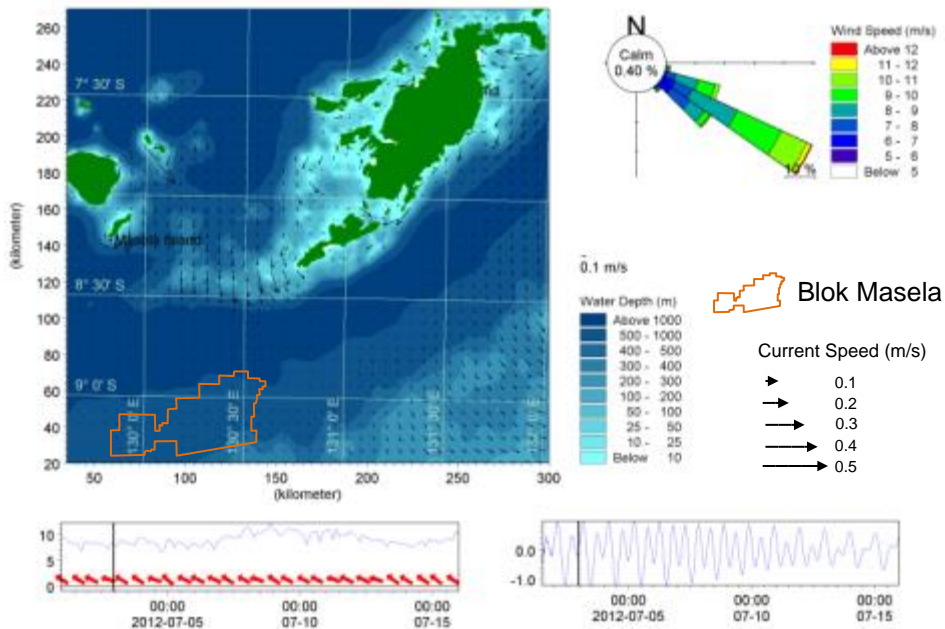 260
240
220
200
180
160
140
120
100
80
60
40
20
(kilometer)
7° 30' S
8° 30' S
9° 0' S
130° 0' E
130° 30' E
131° 0' E
131° 30' E
Island
50
100
150
200
250
300
(kilometer)
N
Calm
0.40 %
10 %
Wind Speed (m/s)
Above 12
11 - 12
10 - 11
9 - 10
8 - 9
7 - 8
6 - 7
5 - 6
Below 5
0.1 m/s
Water Depth (m)
Above 1000
500 - 1000
400 - 500
300 - 400
200 - 300
100 - 200
50 - 100
25 - 50
10 - 25
Below 10
Blok Masela
Current Speed (m/s)
0.1
0.2
0.3
0.4
0.5
10
5
0
00:00 00:00 00:00
2012-07-05 07-10 07-15
0.0
-1.0
00:00 00:00 00:00
2012-07-05 07-10 07-15